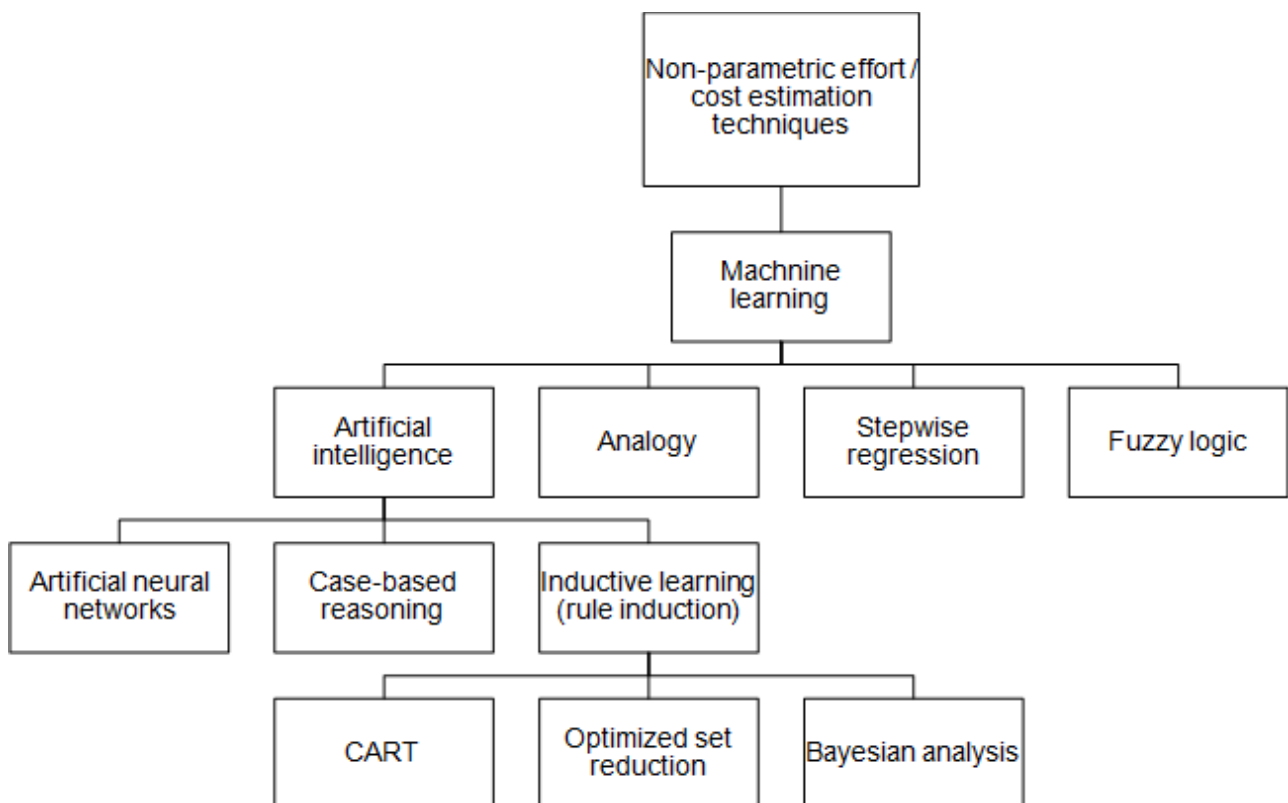 Non-parametric effort /
cost estimation
techniques
Machnine
learning
Artificial
intelligence
Analogy
Stepwise
regression
Fuzzy logic
Artificial neural
networks
Case-based
reasoning
Inductive learning
(rule induction)
CART
Optimized set
reduction
Bayesian analysis